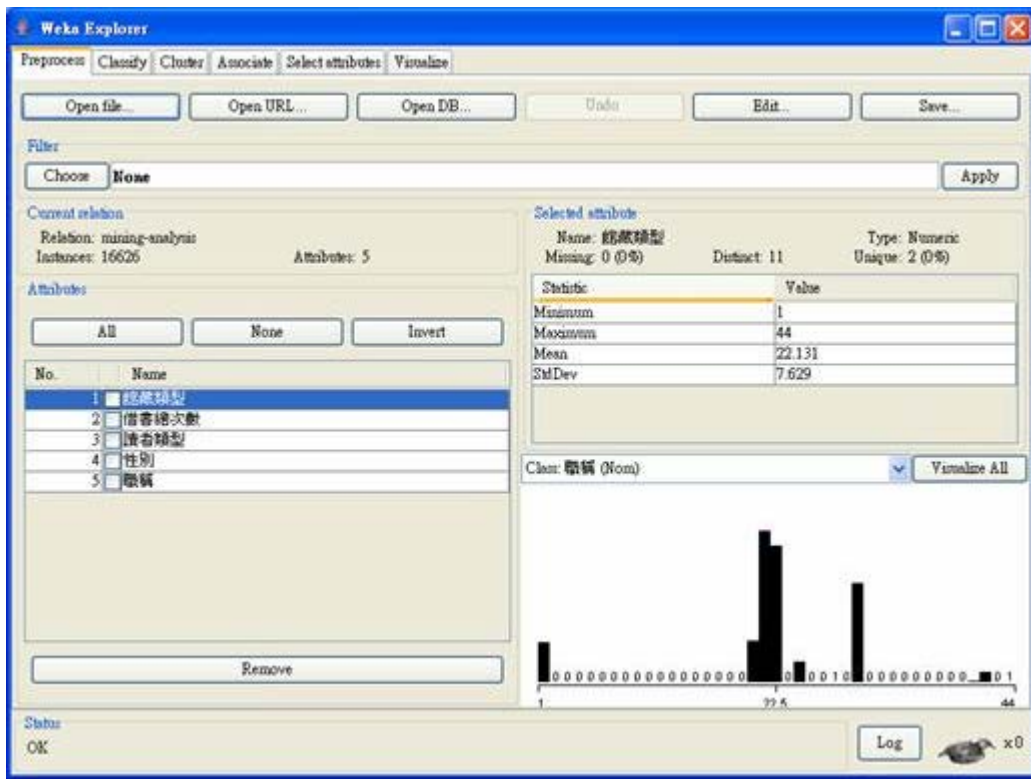 Weka Explorer
Preprocess Classify Cluster Associate Select attributes Visualize
Open file... Open URL... Open DB... Undo Edit... Save...
Filter
Choose None Apply
Current relation
Relation: mining-analysis
Instances: 16626 Attributes: 5
Selected attribute
Name: 館藏類型 Type: Numeric
Missing: 0 (0%) Distinct: 11 Unique: 2 (0%)
Statistic Value
Minimum 1
Maximum 44
Mean 22.131
StdDev 7.629
Attributes
All None Invert
No. Name
1 館藏類型
2 借書總次數
3 讀者類型
4 性別
5 職稱
Remove
Class: 職稱 (Nom) Visualize All
1 22.5 44
Status
OK
Log x 0